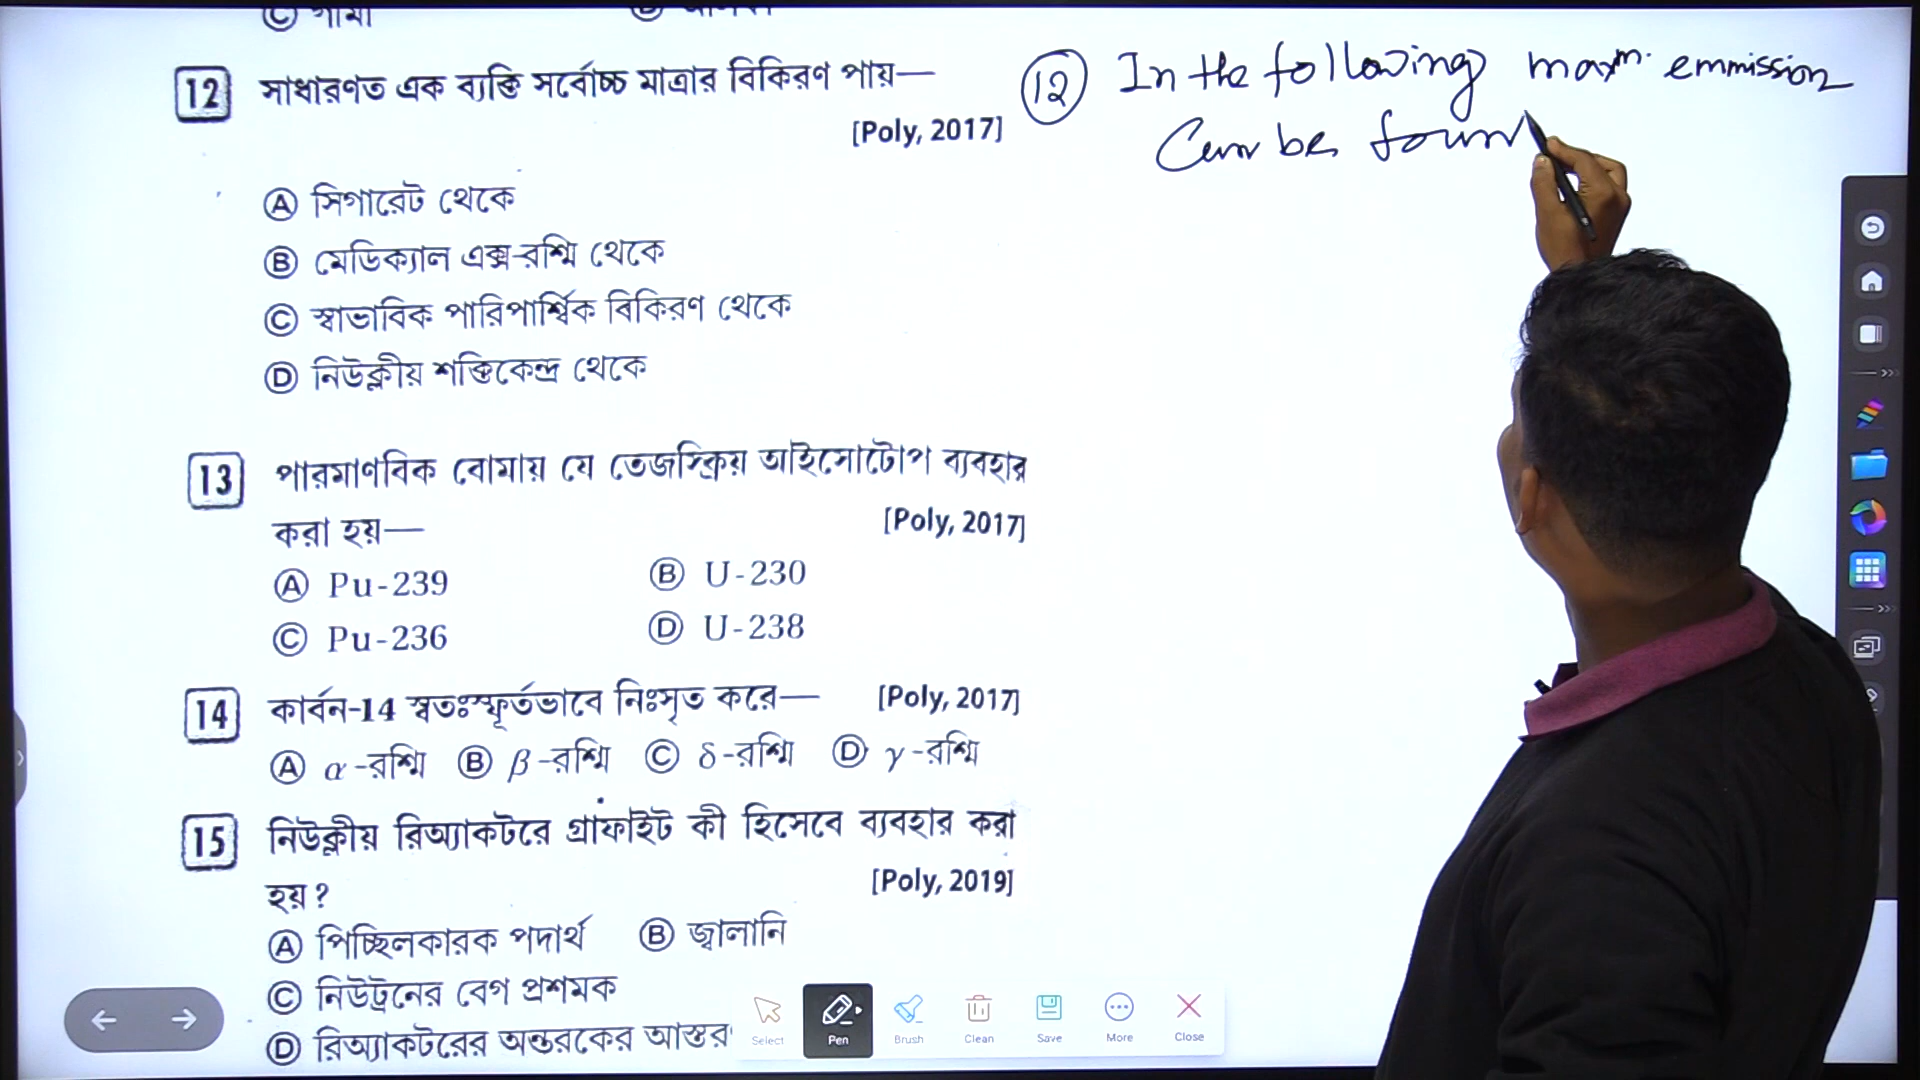 12 সাধারণত এক ব্যক্তি সর্বোচ্চ মাত্রার বিকিরণ পায়—
[Poly, 2017]
Ⓐ সিগারেট থেকে
Ⓑ মেডিক্যাল এক্স-রশ্মি থেকে
Ⓒ স্বাভাবিক পারিপার্শ্বিক বিকিরণ থেকে
Ⓓ নিউক্লীয় শক্তিকেন্দ্র থেকে
13 পারমাণবিক বোমায় যে তেজস্ক্রিয় আইসোটোপ ব্যবহার
করা হয়— [Poly, 2017]
Ⓐ Pu-239 Ⓑ U-230
Ⓒ Pu-236 Ⓓ U-238
14 কার্বন-14 স্বতঃস্ফূর্তভাবে নিঃসৃত করে— [Poly, 2017]
Ⓐ α-রশ্মি Ⓑ β-রশ্মি Ⓒ δ-রশ্মি Ⓓ γ-রশ্মি
15 নিউক্লীয় রিঅ্যাকটরে গ্রাফাইট কী হিসেবে ব্যবহার করা
হয়? [Poly, 2019]
Ⓐ পিচ্ছিলকারক পদার্থ Ⓑ জ্বালানি
Ⓒ নিউট্রনের বেগ প্রশমক
Ⓓ রিঅ্যাকটরের অন্তরকের আস্তর
⑫ In the following maxm. emmission
Can be foun
Select Pen Brush Clean Save More Close